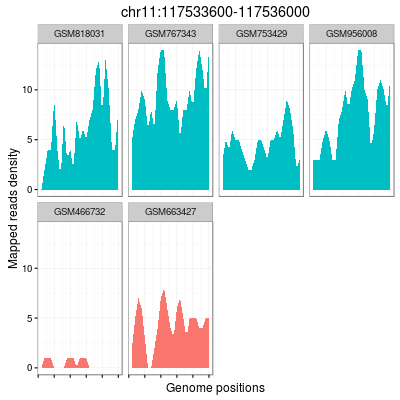 chr11:117533600-117536000
GSM818031 GSM767343 GSM753429 GSM956008
10
5
0
GSM466732 GSM663427
10
5
0
Mapped reads density
Genome positions